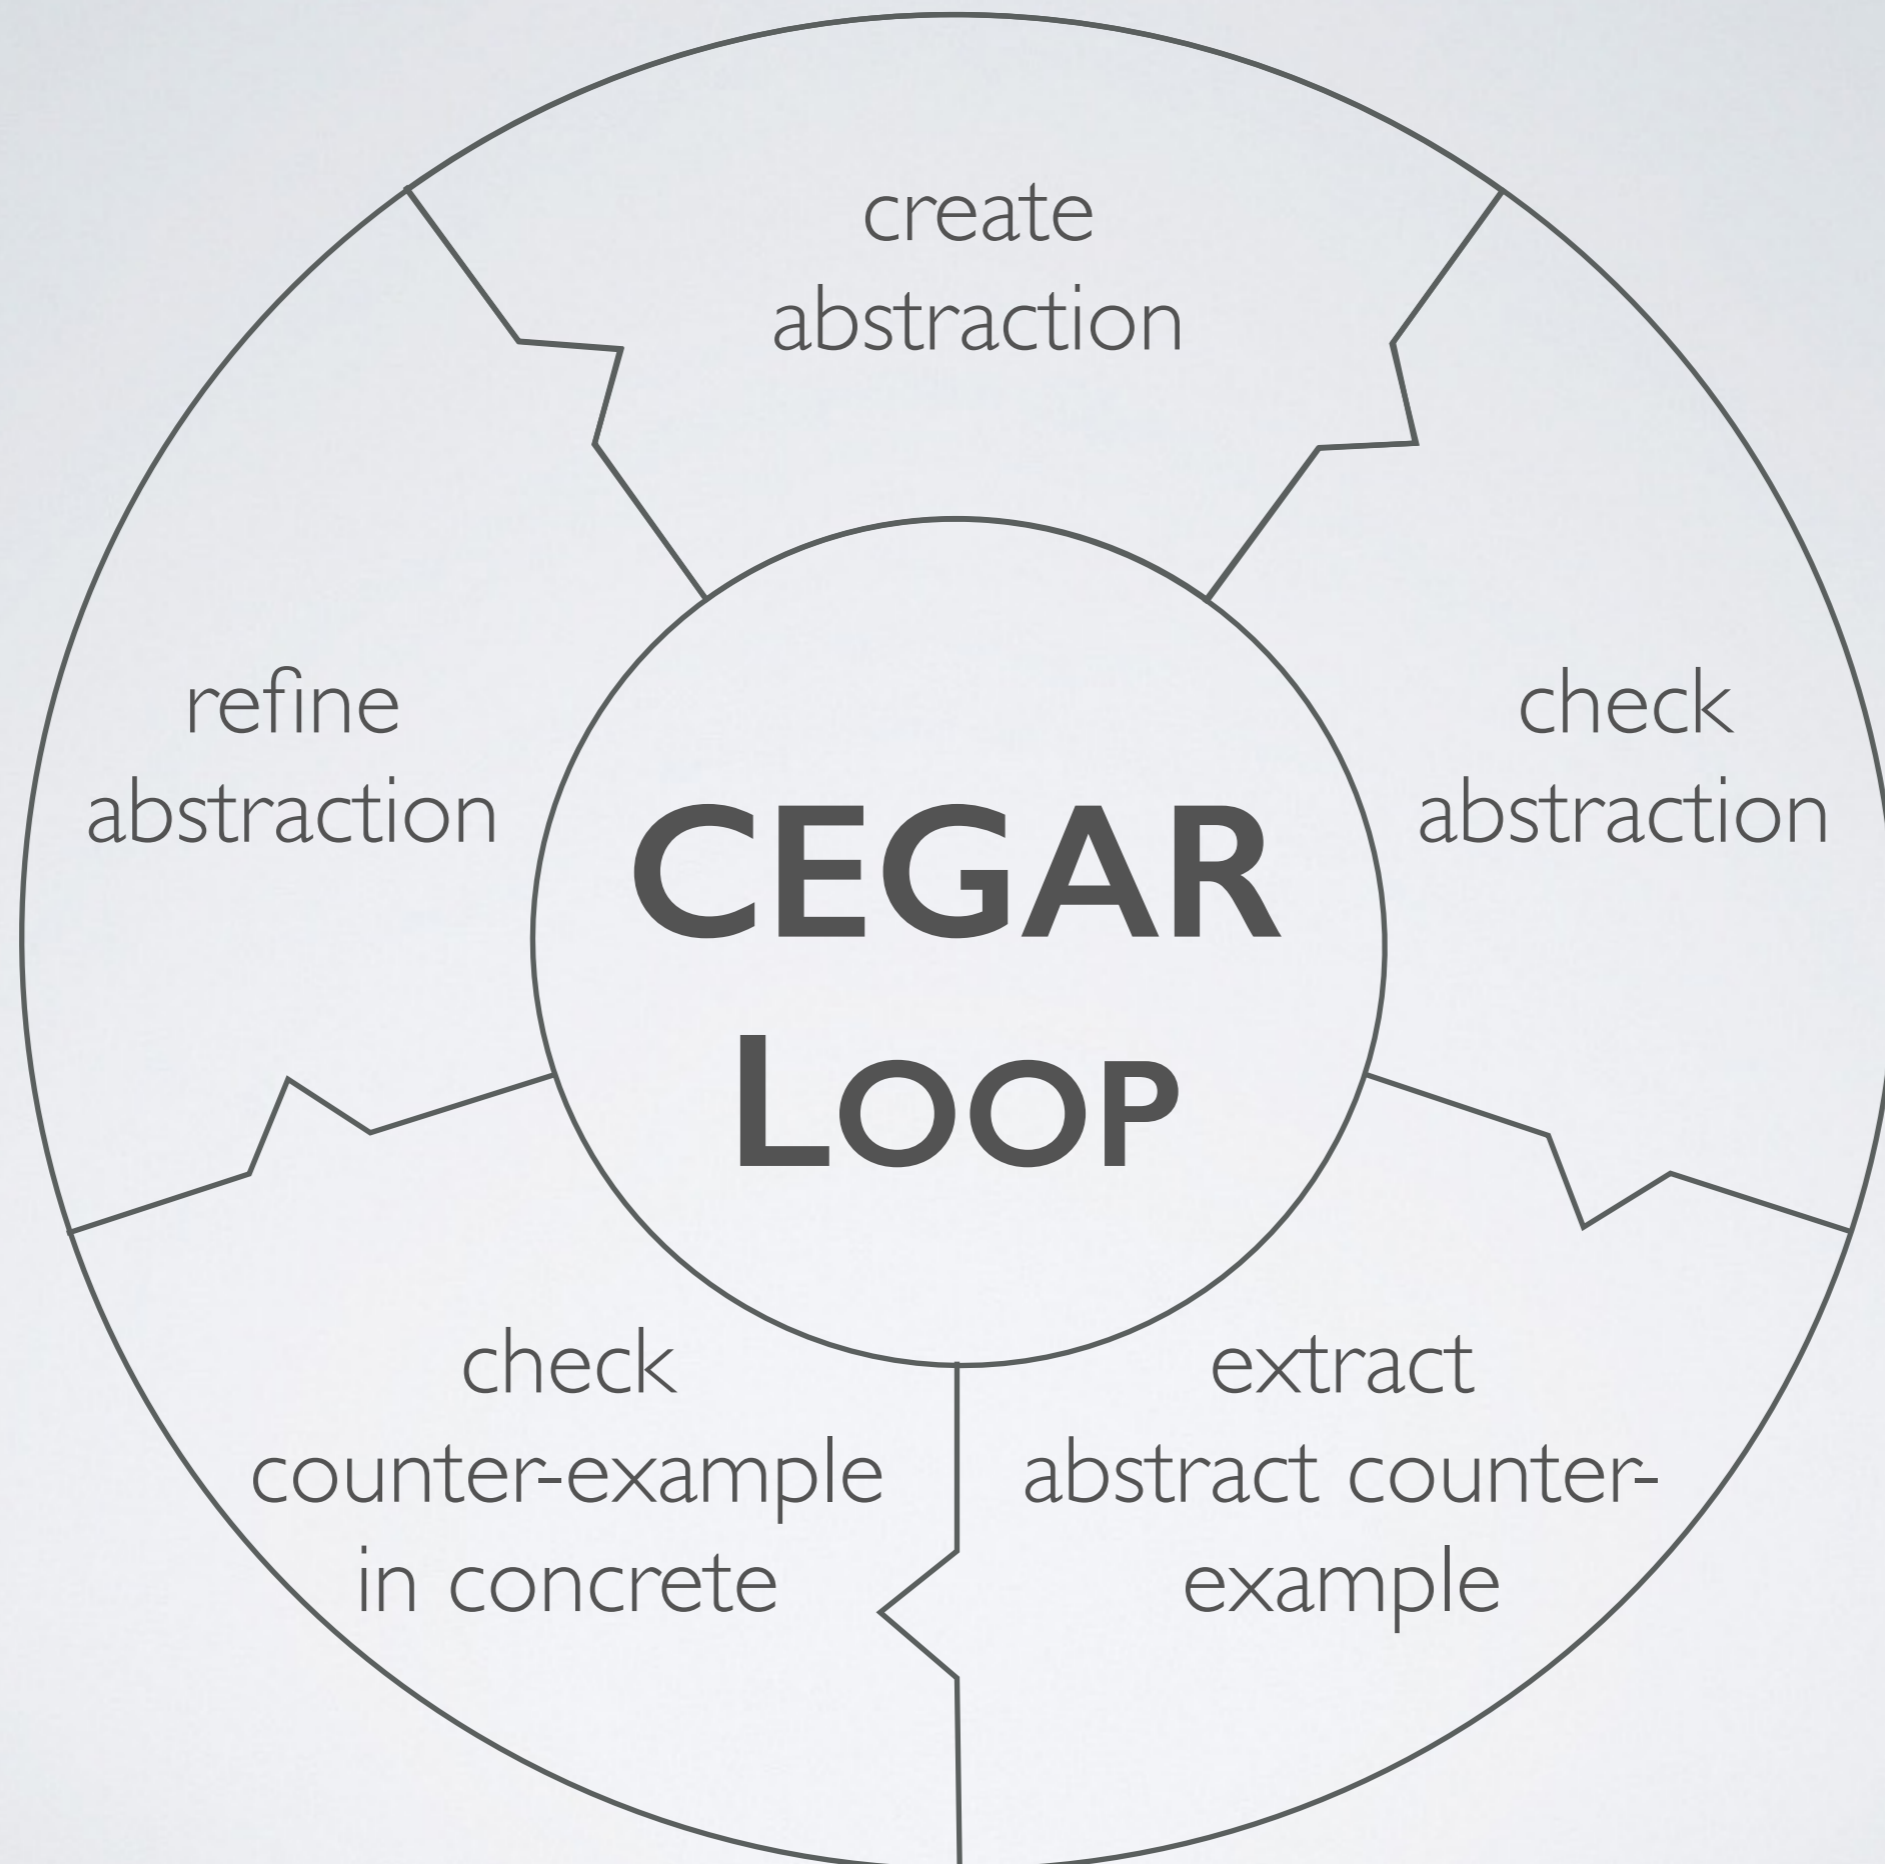 create
abstraction
check
abstraction
extract
abstract counter-
example
check
counter-example
in concrete
refine
abstraction
CEGAR
LOOP